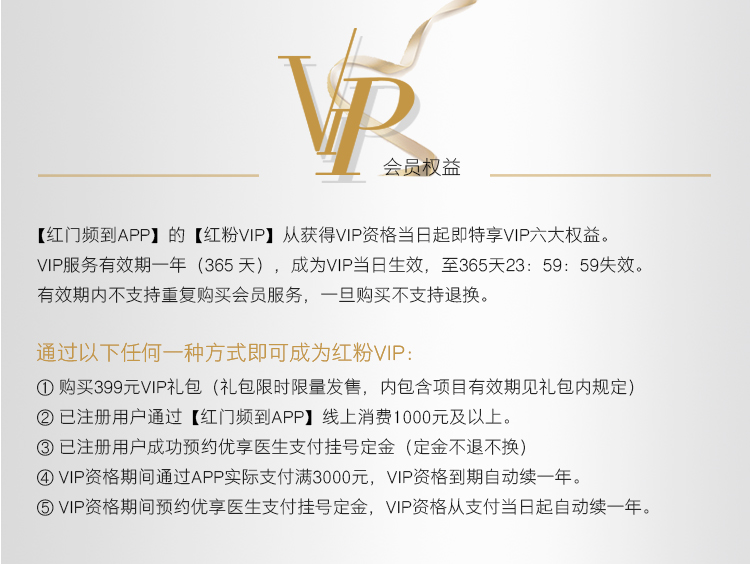 VIP
会员权益
【红门频到APP】的【红粉VIP】从获得VIP资格当日起即特享VIP六大权益。
VIP服务有效期一年（365 天），成为VIP当日生效，至365天23：59：59失效。
有效期内不支持重复购买会员服务，一旦购买不支持退换。
通过以下任何一种方式即可成为红粉VIP：
① 购买399元VIP礼包（礼包限时限量发售，内包含项目有效期见礼包内规定）
② 已注册用户通过【红门频到APP】线上消费1000元及以上。
③ 已注册用户成功预约优享医生支付挂号定金（定金不退不换）
④ VIP资格期间通过APP实际支付满3000元，VIP资格到期自动续一年。
⑤ VIP资格期间预约优享医生支付挂号定金，VIP资格从支付当日起自动续一年。